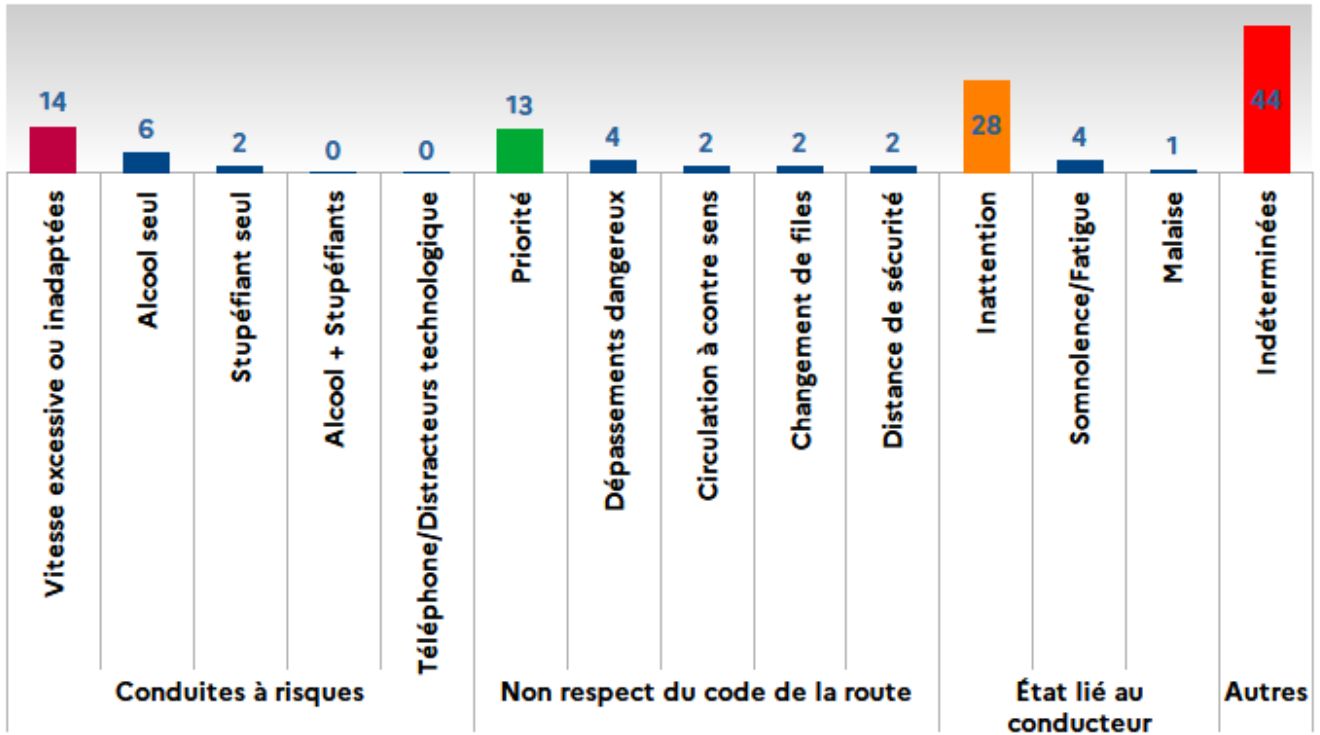 14
6
2
0
0
13
4
2
2
2
28
4
1
44
Vitesse excessive ou inadaptées
Alcool seul
Stupéfiant seul
Alcool + Stupéfiants
Téléphone/Distracteurs technologique
Priorité
Dépassements dangereux
Circulation à contre sens
Changement de files
Distance de sécurité
Inattention
Somnolence/Fatigue
Malaise
Indéterminées
Conduites à risques
Non respect du code de la route
État lié au
conducteur
Autres